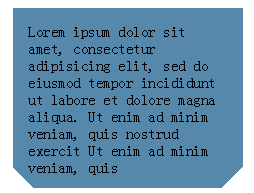 Lorem ipsum dolor sit
amet, consectetur
adipisicing elit, sed do
eiusmod tempor incididunt
ut labore et dolore magna
aliqua. Ut enim ad minim
veniam, quis nostrud
exercit Ut enim ad minim
veniam, quis